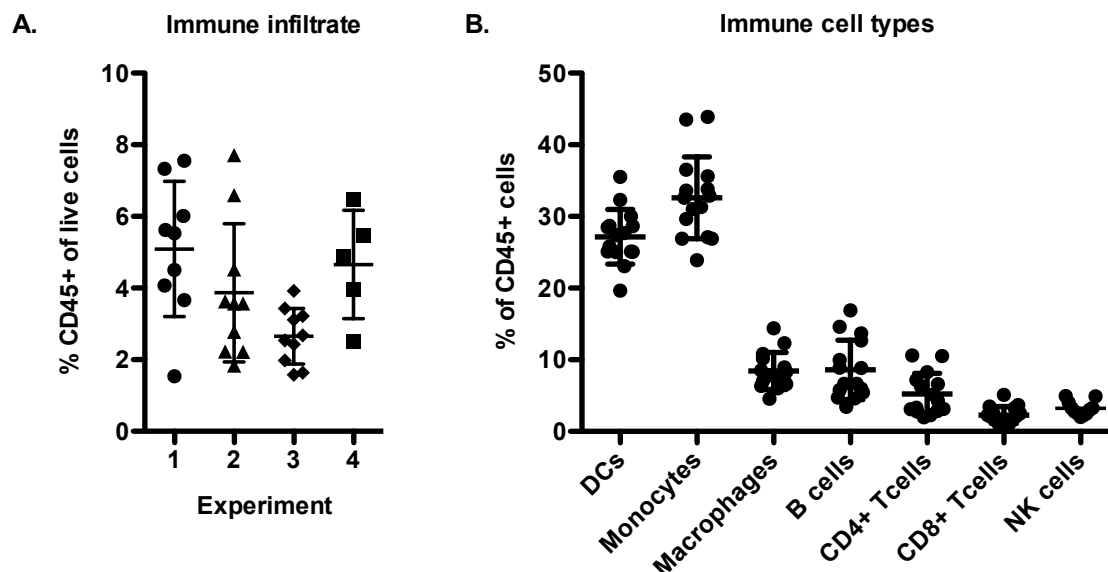 A.
Immune infiltrate
% CD45+ of live cells
10
8
6
4
2
0
1 2 3 4
Experiment
B.
Immune cell types
% of CD45+ cells
50
40
30
20
10
0
DCs
Monocytes
Macrophages
B cells
CD4+ Tcells
CD8+ Tcells
NK cells